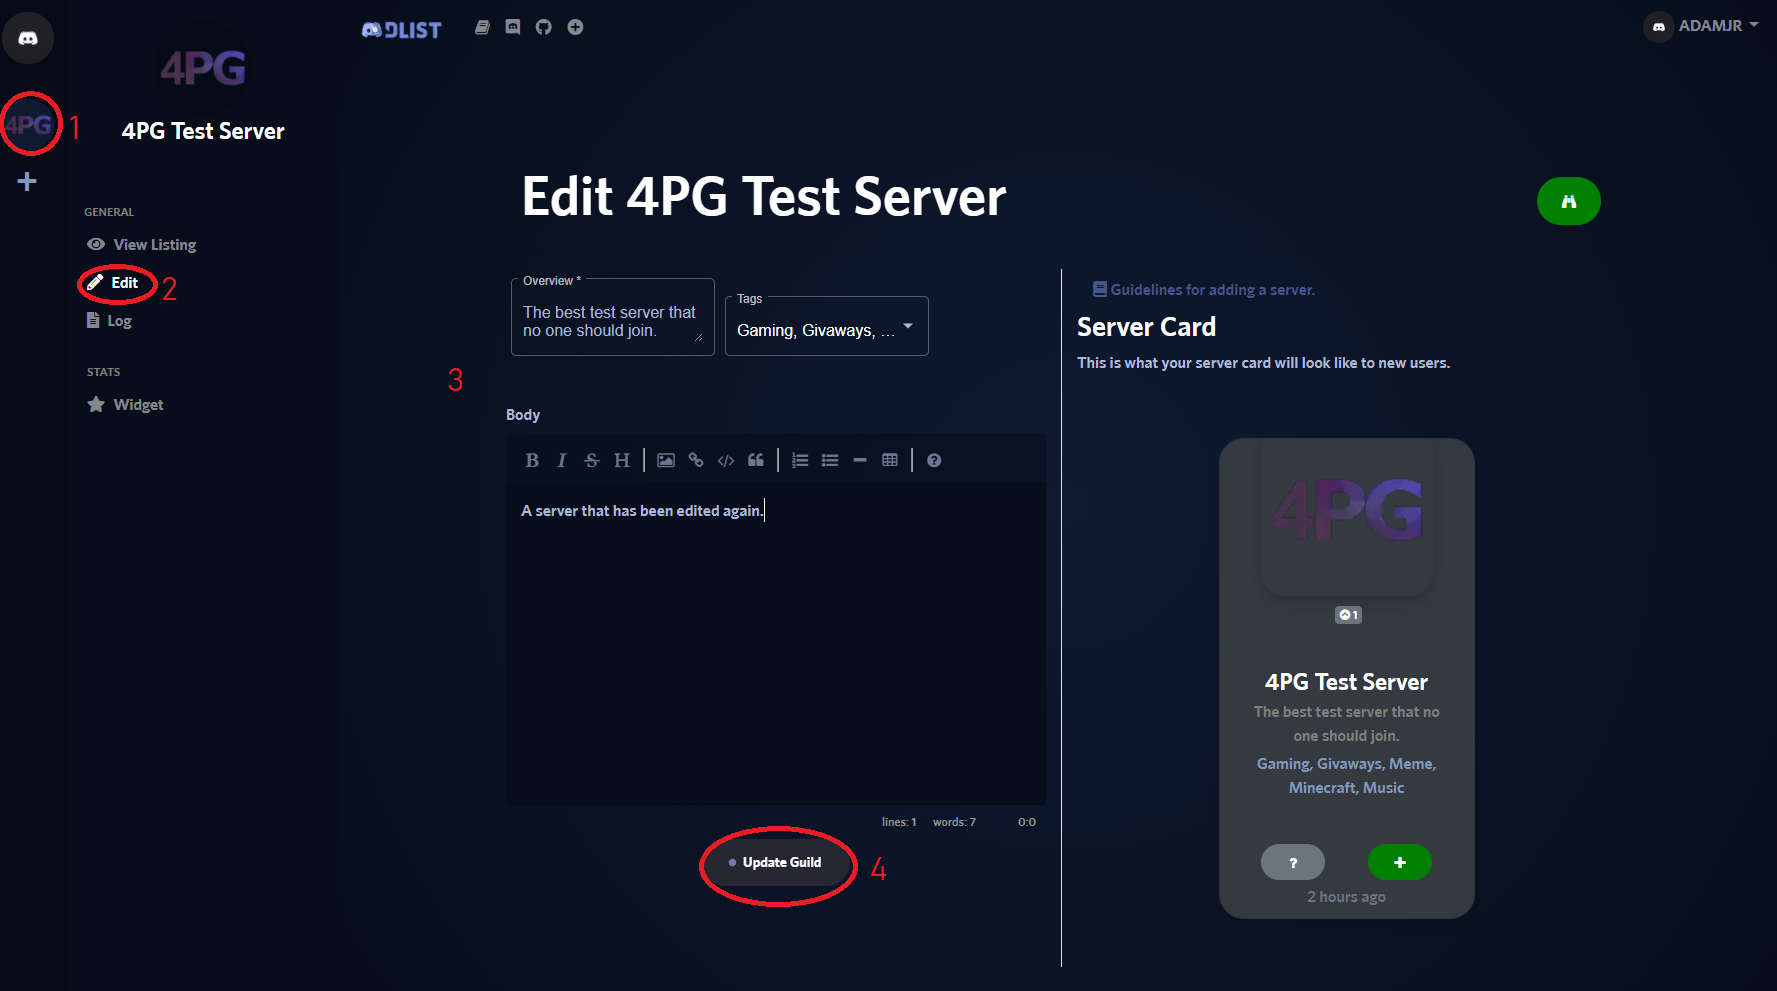 4PG
1
4PG
4PG Test Server
GENERAL
View Listing
Edit
2
Log
STATS
Widget
DLIST
ADAMJR
Edit 4PG Test Server
Overview *
The best test server that
no one should join.
Tags
Gaming, Givaways, ...
3
Body
B I S H
A server that has been edited again.
lines: 1 words: 7 0:0
Update Guild
4
Guidelines for adding a server.
Server Card
This is what your server card will look like to new users.
4PG
1
4PG Test Server
The best test server that no
one should join.
Gaming, Givaways, Meme,
Minecraft, Music
?
+
2 hours ago